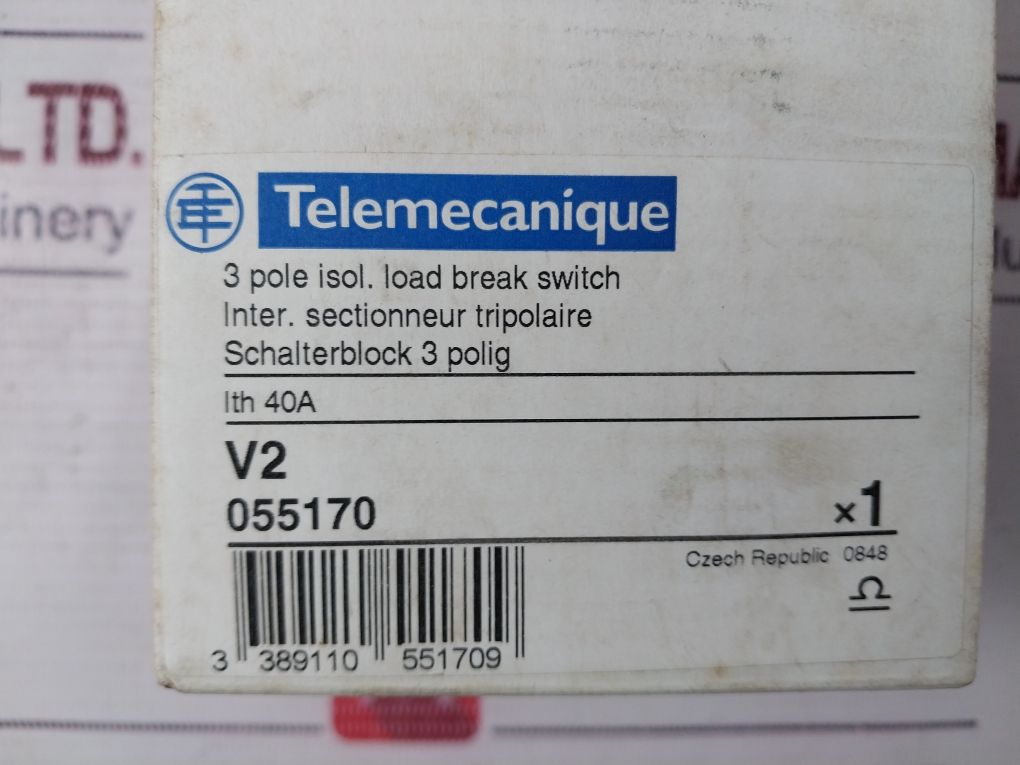 LTD.
inery
Telemecanique
3 pole isol. load break switch
Inter. sectionneur tripolaire
Schalterblock 3 polig
Ith 40A
V2
055170
×1
Czech Republic 0848
3 389110 551709